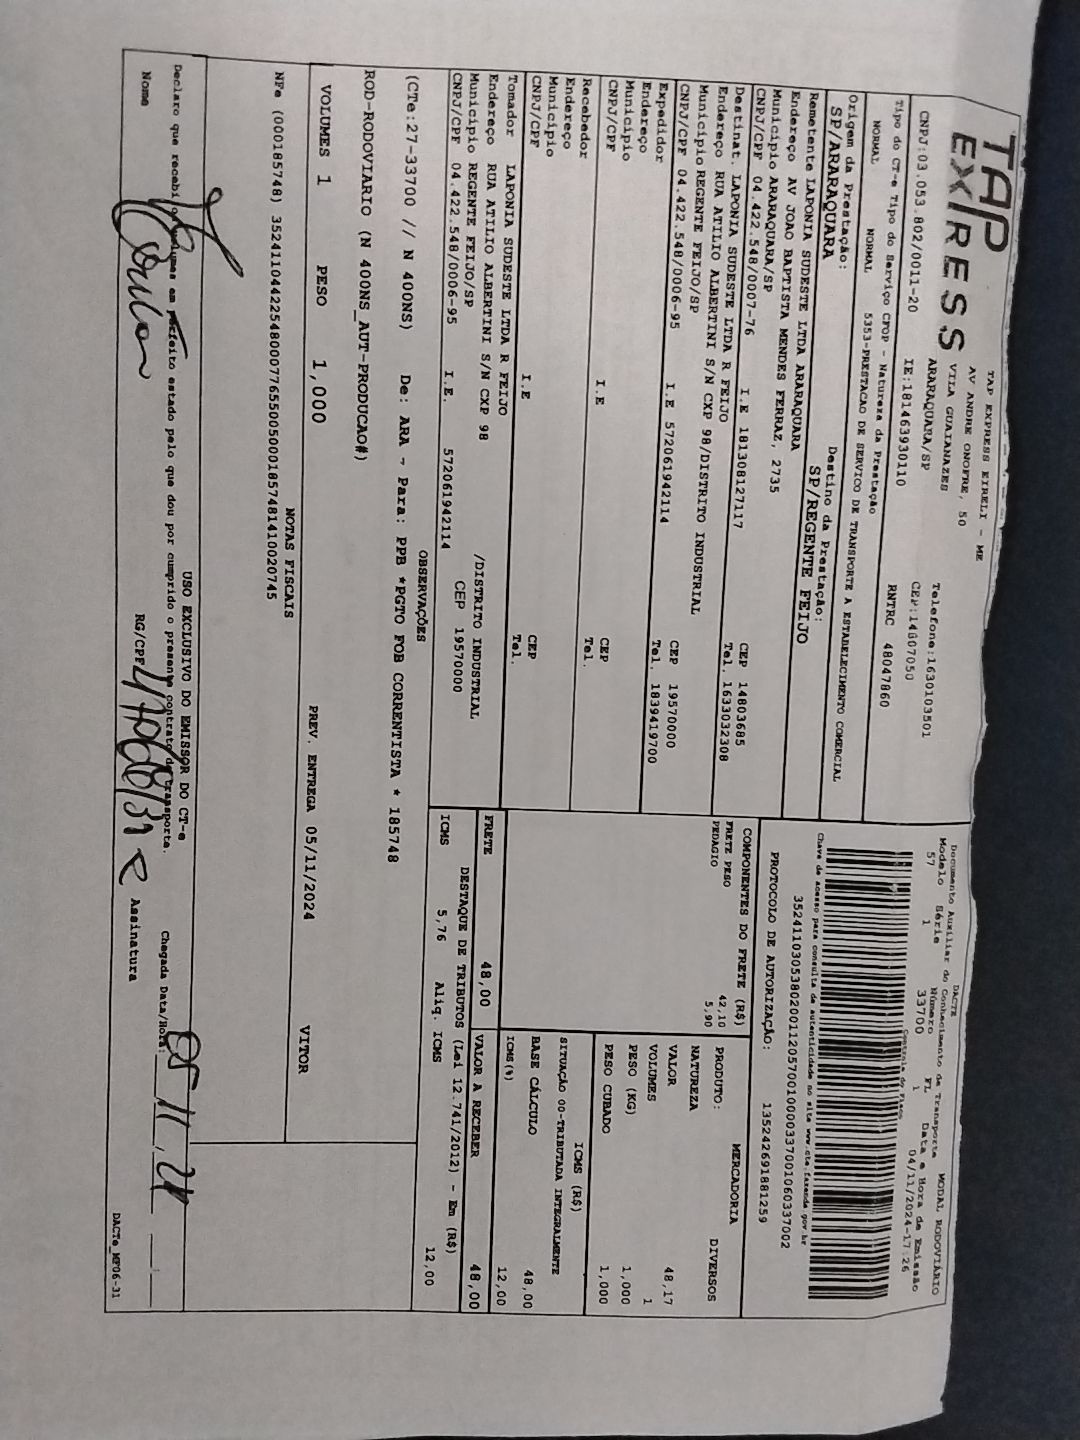 TAP EXPRESS
TAP EXPRESS EIRELI - ME
AV ANDRE ONOFRE, 50
VILA GUAIANAZES
ARARAQUARA/SP
Telefone:1630103501
CEP:14807050
CNPJ:03.053.802/0011-20 IE:181463930110 RNTRC 48047860
Tipo do CT-e Tipo do Serviço CFOP - Natureza da Prestação
NORMAL NORMAL 5353-PRESTACAO DE SERVICO DE TRANSPORTE A ESTABELECIMENTO COMERCIAL
Origem da Prestação: Destino da Prestação:
SP/ARARAQUARA SP/REGENTE FEIJO
Remetente LAPONIA SUDESTE LTDA ARARAQUARA
Endereço AV JOAO BAPTISTA MENDES FERRAZ, 2735
Município ARARAQUARA/SP CEP 14803685
CNPJ/CPF 04.422.548/0007-76 I.E 181308127117 Tel. 1633032308
Destinat. LAPONIA SUDESTE LTDA R FEIJO
Endereço RUA ATILIO ALBERTINI S/N CXP 98/DISTRITO INDUSTRIAL
Município REGENTE FEIJO/SP CEP 19570000
CNPJ/CPF 04.422.548/0006-95 I.E 572061942114 Tel. 1839419700
Expedidor
Endereço
Município CEP
CNPJ/CPF I.E Tel.
Recebedor
Endereço
Município CEP
CNPJ/CPF I.E Tel.
Tomador LAPONIA SUDESTE LTDA R FEIJO
Endereço RUA ATILIO ALBERTINI S/N CXP 98 /DISTRITO INDUSTRIAL
Município REGENTE FEIJO/SP CEP 19570000
CNPJ/CPF 04.422.548/0006-95 I.E. 572061942114
DACTE MODAL RODOVIÁRIO
Documento Auxiliar do Conhecimento de Transporte
Modelo Série Número FL Data e Hora de Emissão
57 1 33700 1 04/11/2024-17:26
Controle do Fisco
Chave de acesso para consulta de autenticidade no site www.cte.fazenda.gov.br
35241103053802001120570010000337001060337002
PROTOCOLO DE AUTORIZAÇÃO: 135242691881259
COMPONENTES DO FRETE (R$)
FRETE PESO 42,10
PEDAGIO 5,90
MERCADORIA
PRODUTO: DIVERSOS
NATUREZA
VALOR 48,17
VOLUMES 1
PESO (KG) 1,000
PESO CUBADO 1,000
ICMS (R$)
SITUAÇÃO 00-TRIBUTADA INTEGRALMENTE
BASE CÁLCULO 48,00
ICMS(%) 12,00
FRETE 48,00 VALOR A RECEBER 48,00
DESTAQUE DE TRIBUTOS (Lei 12.741/2012) - Em (R$)
ICMS 5,76 Aliq. ICMS 12,00
OBSERVAÇÕES
(CTe:27-33700 // N 400NS) De: ARA - Para: PPB *PGTO FOB CORRENTISTA * 185748
ROD-RODOVIARIO (N 400NS_AUT-PRODUCAO#)
VOLUMES 1 PESO 1,000 PREV. ENTREGA 05/11/2024 VITOR
NOTAS FISCAIS
NFe (000185748) 35241104422548000776550050001857481410020745
USO EXCLUSIVO DO EMISSOR DO CT-e
Declaro que recebi os volumes em perfeito estado pelo que dou por cumprido o presente contrato de transporte.
Chegada Data/Hora: 05 11, 24
Nome RG/CPF Assinatura
DACTe_MP06-31